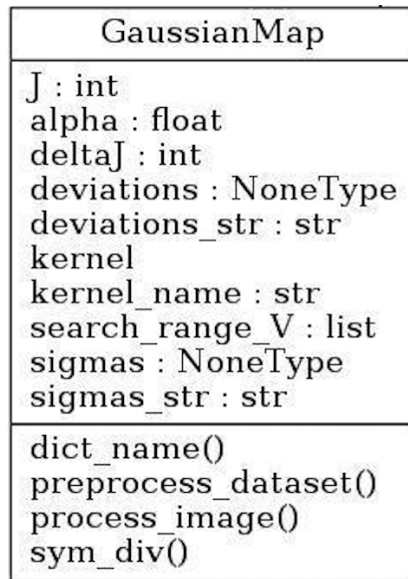 GaussianMap
J : int
alpha : float
deltaJ : int
deviations : NoneType
deviations_str : str
kernel
kernel_name : str
search_range_V : list
sigmas : NoneType
sigmas_str : str
dict_name()
preprocess_dataset()
process_image()
sym_div()